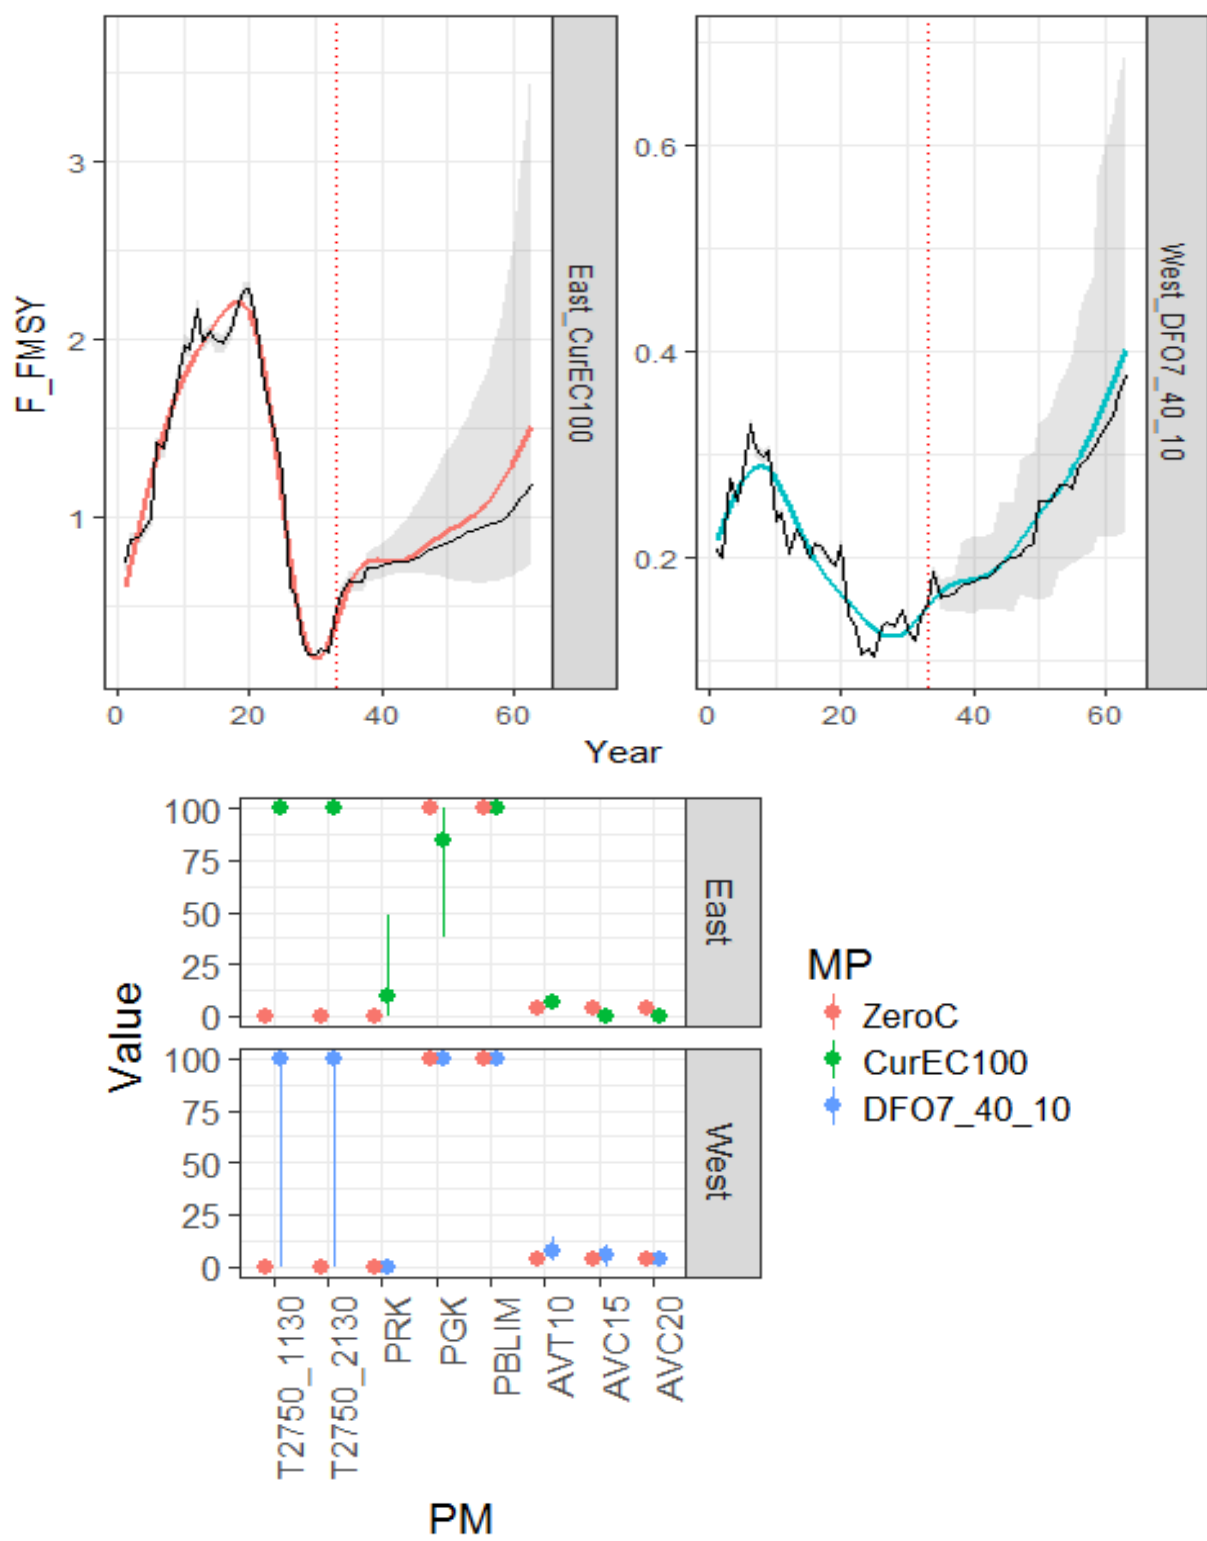 F_FMSY
3
2
1
0
20
40
60
East_CurEC100
0.6
0.4
0.2
0
20
40
60
West_DFO7_40_10
Year
Value
100
75
50
25
0
East
100
75
50
25
0
West
T2750_1130
T2750_2130
PRK
PGK
PBLIM
AVT10
AVC15
AVC20
PM
MP
ZeroC
CurEC100
DFO7_40_10